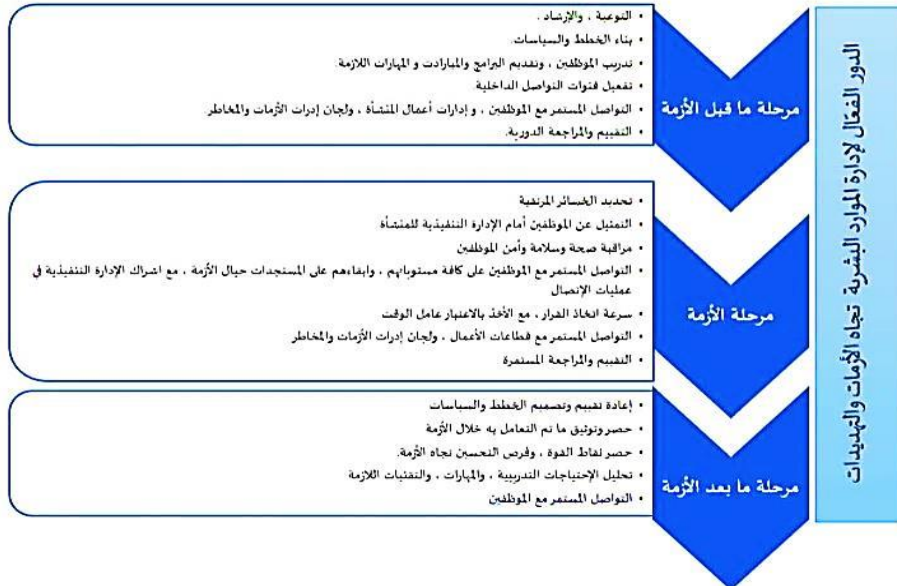 الدور الفعّال لإدارة الموارد البشرية تجاه الأزمات والتهديدات
مرحلة ما قبل الأزمة
• التوعية ، والإرشاد .
• بناء الخطط والسياسات.
• تدريب الموظفين ، وتقديم البرامج والمبادرات و المهارات اللازمة.
• تفعيل قنوات التواصل الداخلية
• التواصل المستمر مع الموظفين ، و إدارات أعمال المنشأة ، ولجان إدرات الأزمات والمخاطر.
• التقييم والمراجعة الدورية.
مرحلة الأزمة
• تحديد الخسائر المرتقبة
• التمثيل عن الموظفين أمام الإدارة التنفيذية للمنشأة
• مراقبة صحة وسلامة وأمن الموظفين
• التواصل المستمر مع الموظفين على كافة مستوياتهم ، وابقاءهم على المستجدات حيال الأزمة ، مع اشراك الإدارة التنفيذية في
عمليات الإتصال
• سرعة اتخاذ القرار ، مع الأخذ بالاعتبار عامل الوقت
• التواصل المستمر مع قطاعات الأعمال ، ولجان إدرات الأزمات والمخاطر
• التقييم والمراجعة المستمرة
مرحلة ما بعد الأزمة
• إعادة تقييم وتصميم الخطط والسياسات
• حصر وتوثيق ما تم التعامل به خلال الأزمة
• حصر نقاط القوة ، وفرص التحسين تجاه الأزمة.
• تحليل الإحتياجات التدريبية ، والمهارات ، والتقنيات اللازمة
• التواصل المستمر مع الموظفين